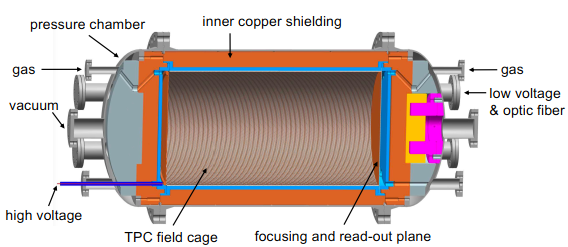 pressure chamber
inner copper shielding
gas
gas
vacuum
low voltage
& optic fiber
high voltage
TPC field cage
focusing and read-out plane